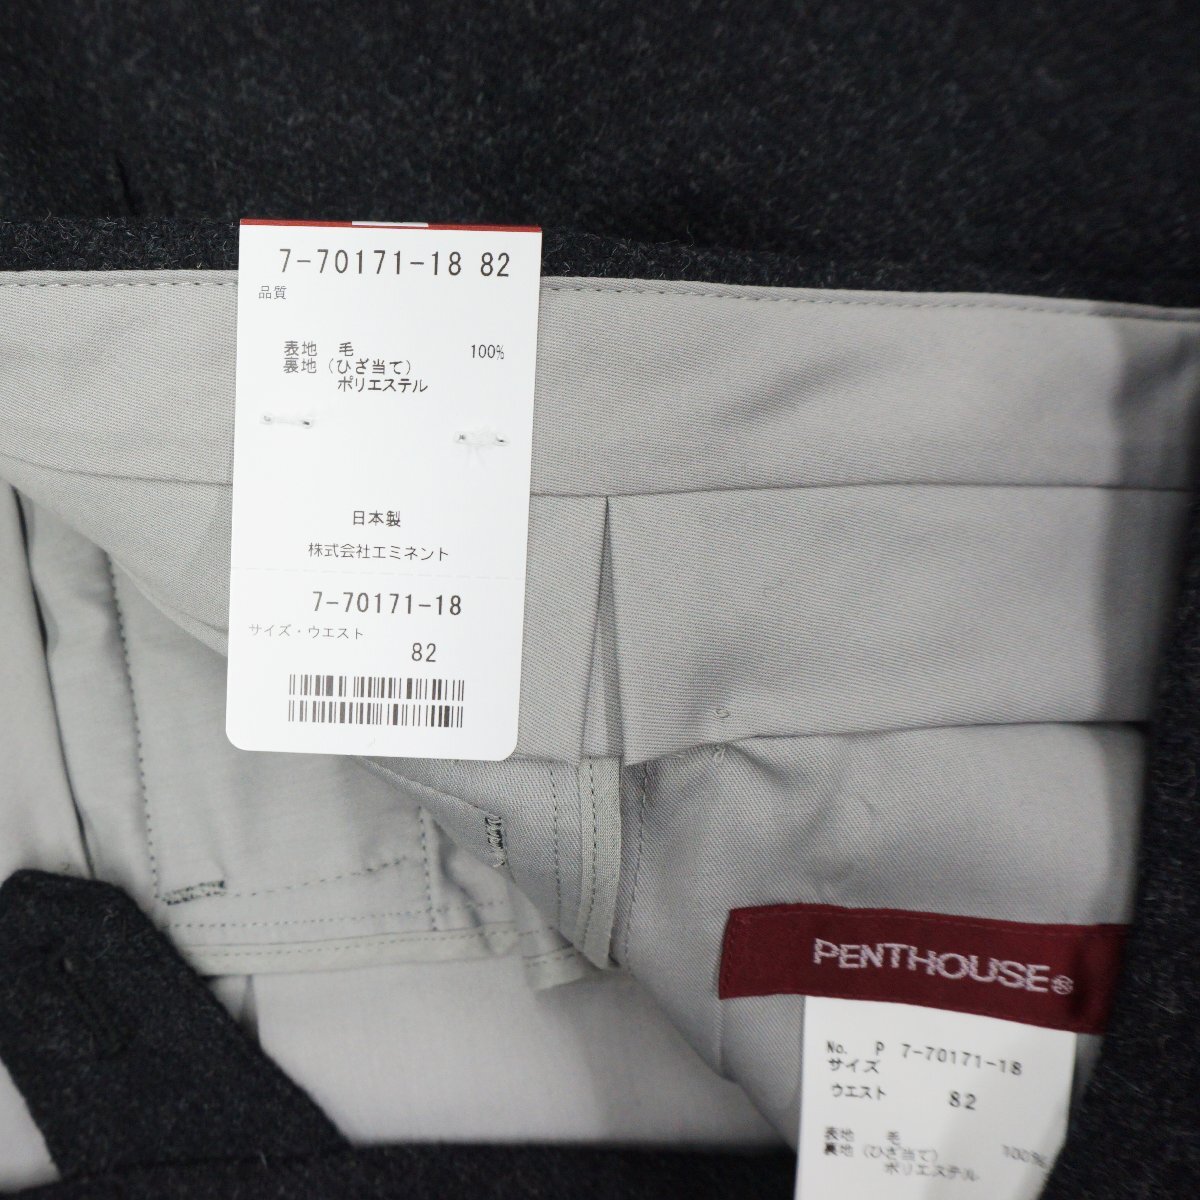 7-70171-18 82
品質
表地 毛 100%
裏地(ひざ当て)
ポリエステル
日本製
株式会社エミネント
7-70171-18
サイズ・ウエスト
82
PENTHOUSE®
No. P 7-70171-18
サイズ
ウエスト 82
表地 毛 100%
裏地(ひざ当て)
ポリエステル